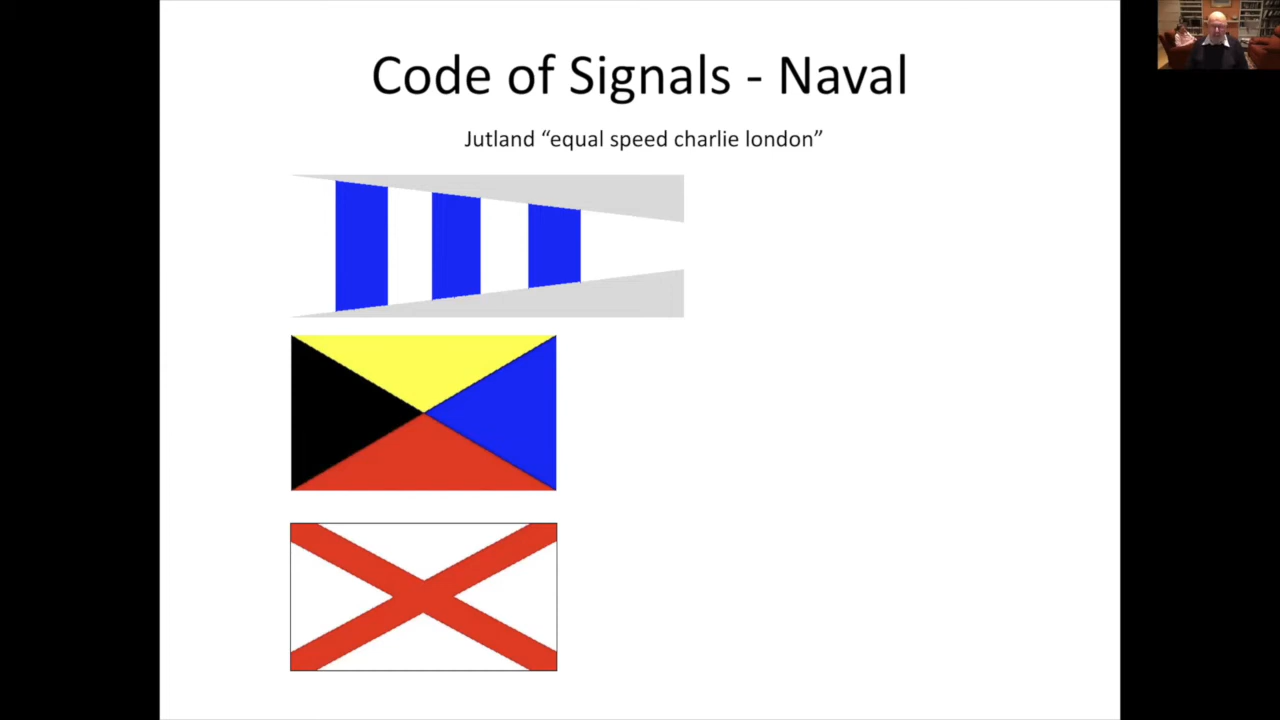 Code of Signals - Naval
Jutland “equal speed charlie london”